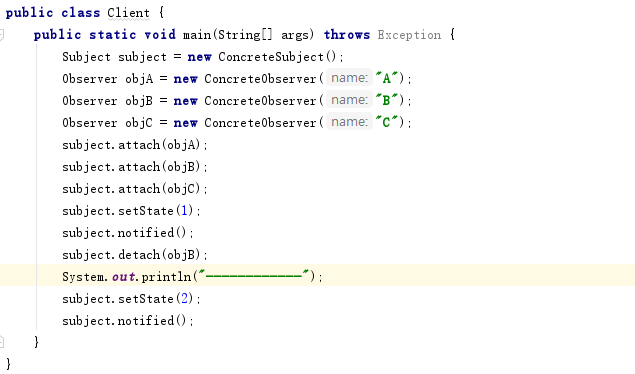 public class Client {
    public static void main(String[] args) throws Exception {
        Subject subject = new ConcreteSubject();
        Observer objA = new ConcreteObserver( name: "A");
        Observer objB = new ConcreteObserver( name: "B");
        Observer objC = new ConcreteObserver( name: "C");
        subject.attach(objA);
        subject.attach(objB);
        subject.attach(objC);
        subject.setState(1);
        subject.notified();
        subject.detach(objB);
        System.out.println("------------");
        subject.setState(2);
        subject.notified();
    }
}